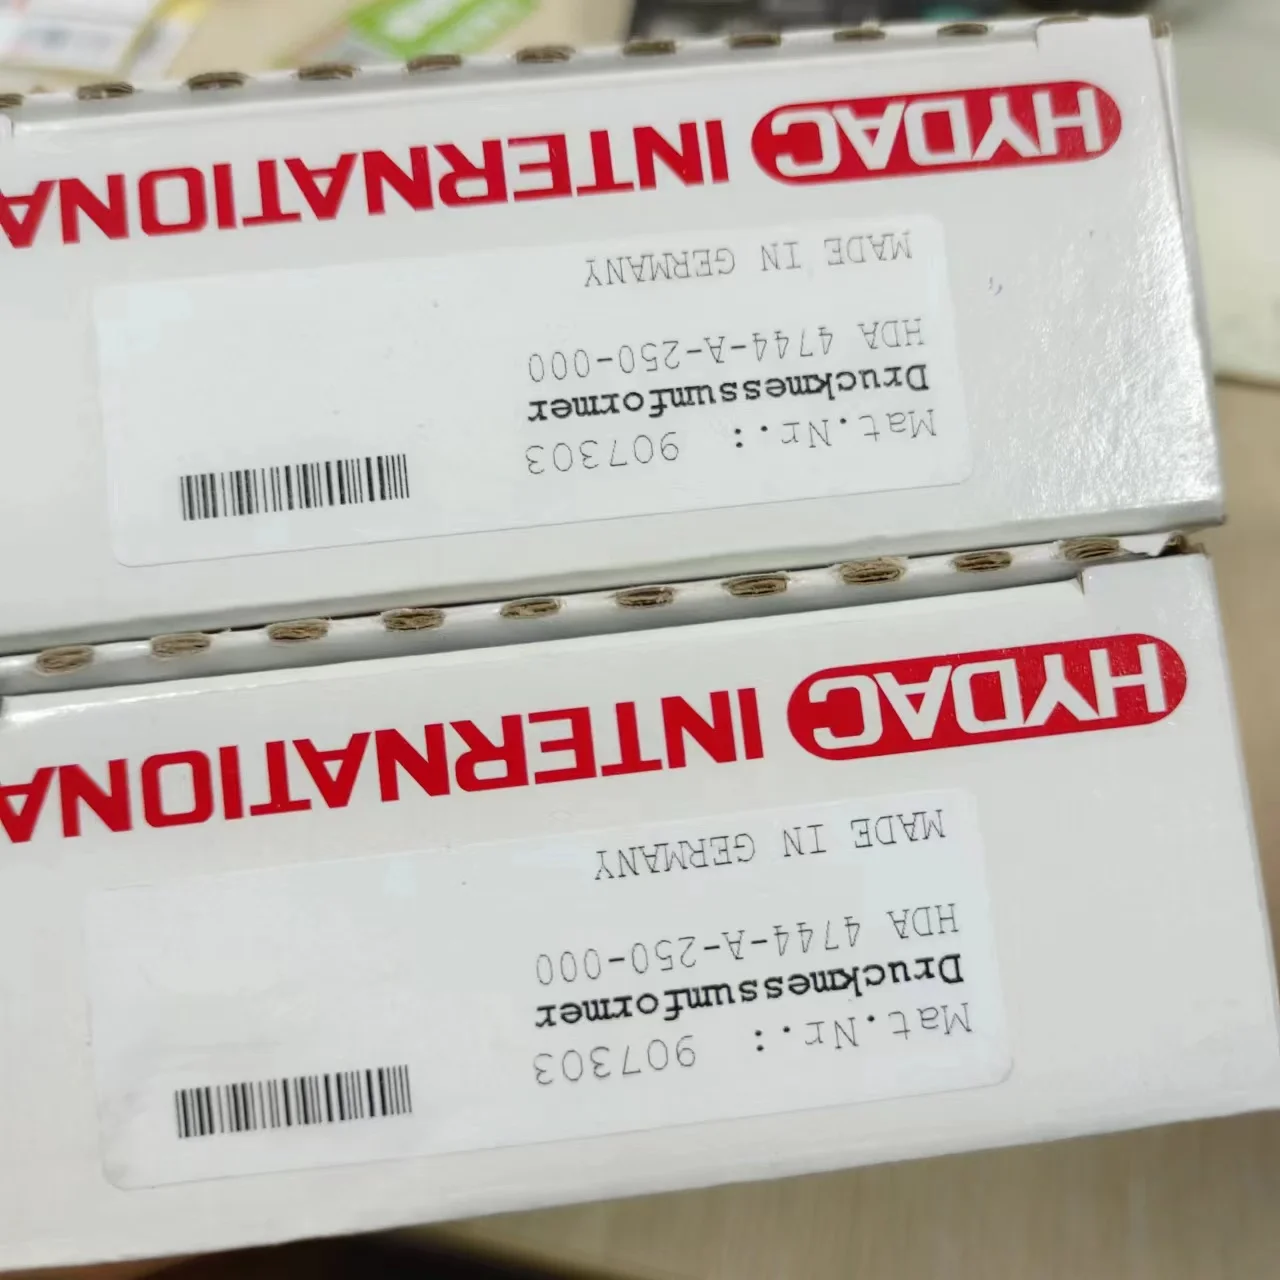 Mat.Nr.: 907303
Druckmessumformer
HDA 4744-A-250-000
MADE IN GERMANY
HYDAC INTERNATIONA
Mat.Nr.: 907303
Druckmessumformer
HDA 4744-A-250-000
MADE IN GERMANY
HYDAC INTERNATIONA